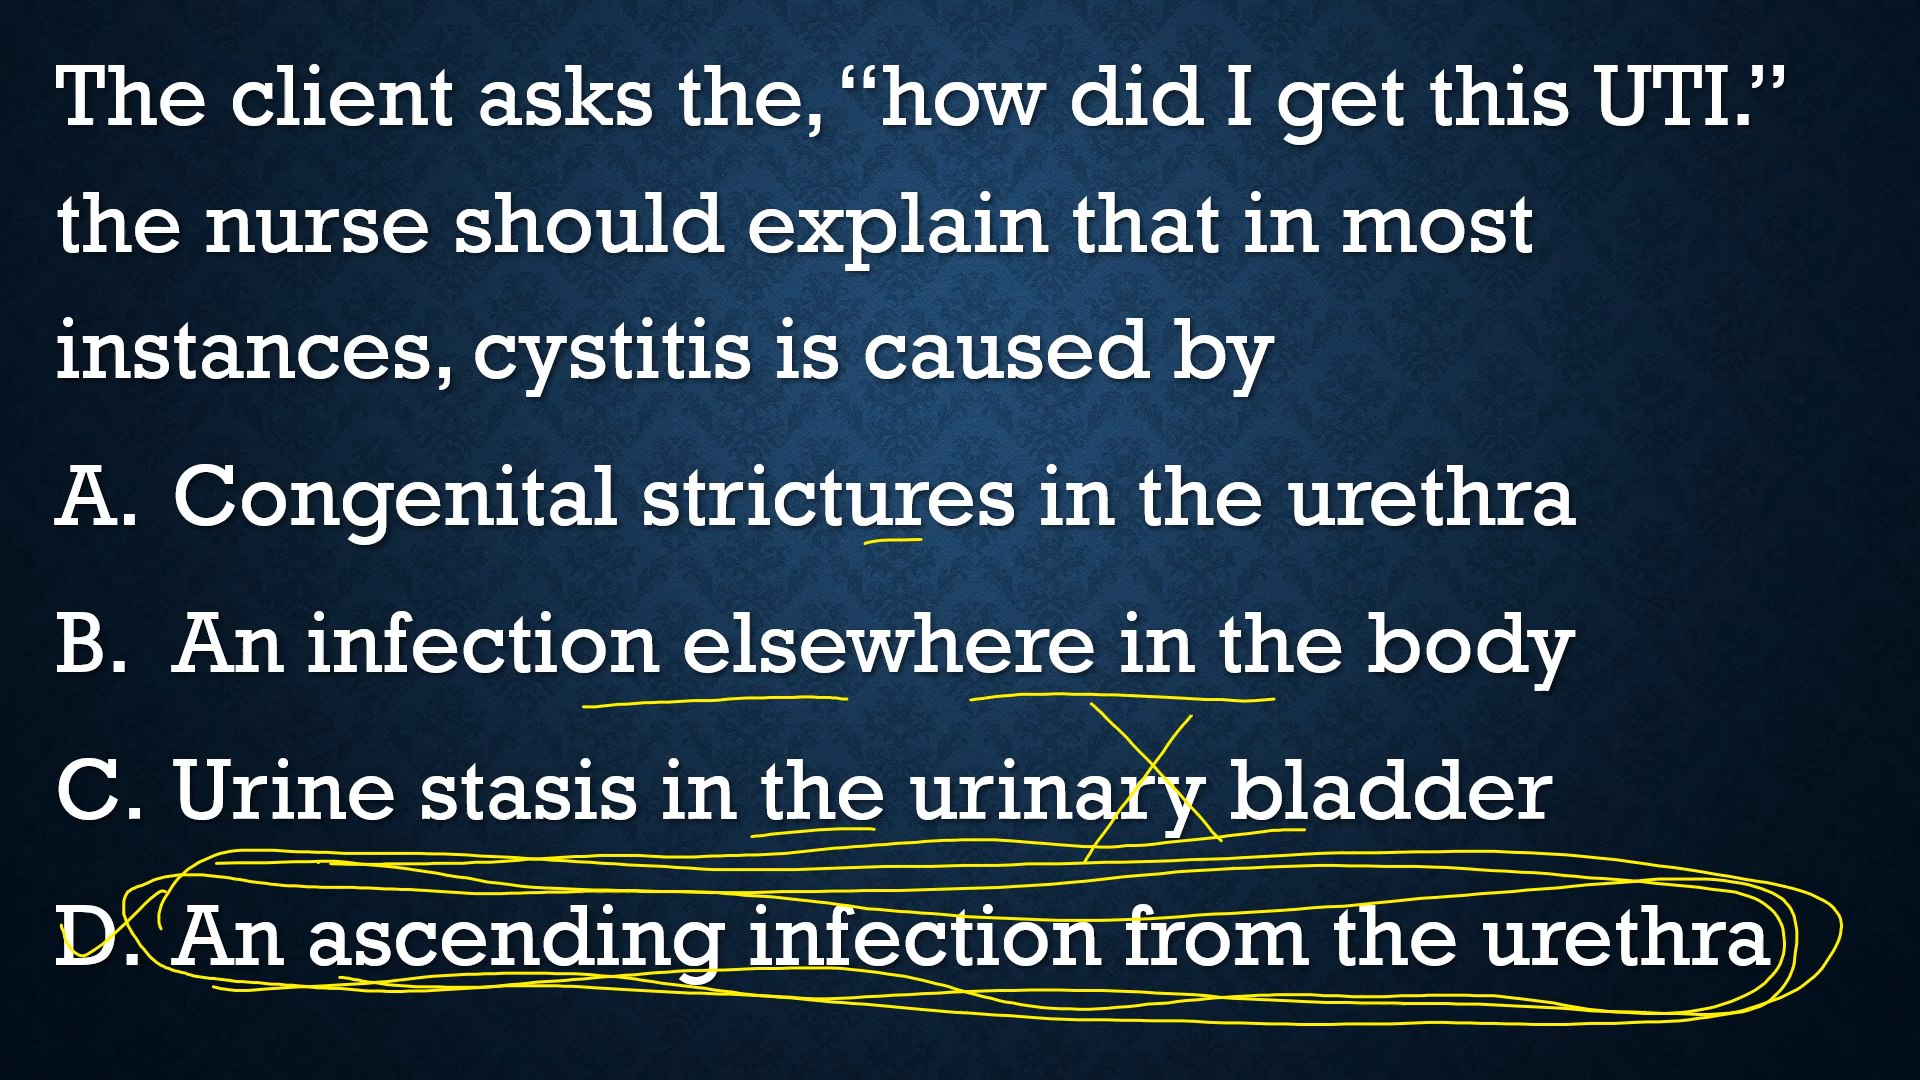 The client asks the, “how did I get this UTI.”
the nurse should explain that in most
instances, cystitis is caused by
A. Congenital strictures in the urethra
B. An infection elsewhere in the body
C. Urine stasis in the urinary bladder
D. An ascending infection from the urethra